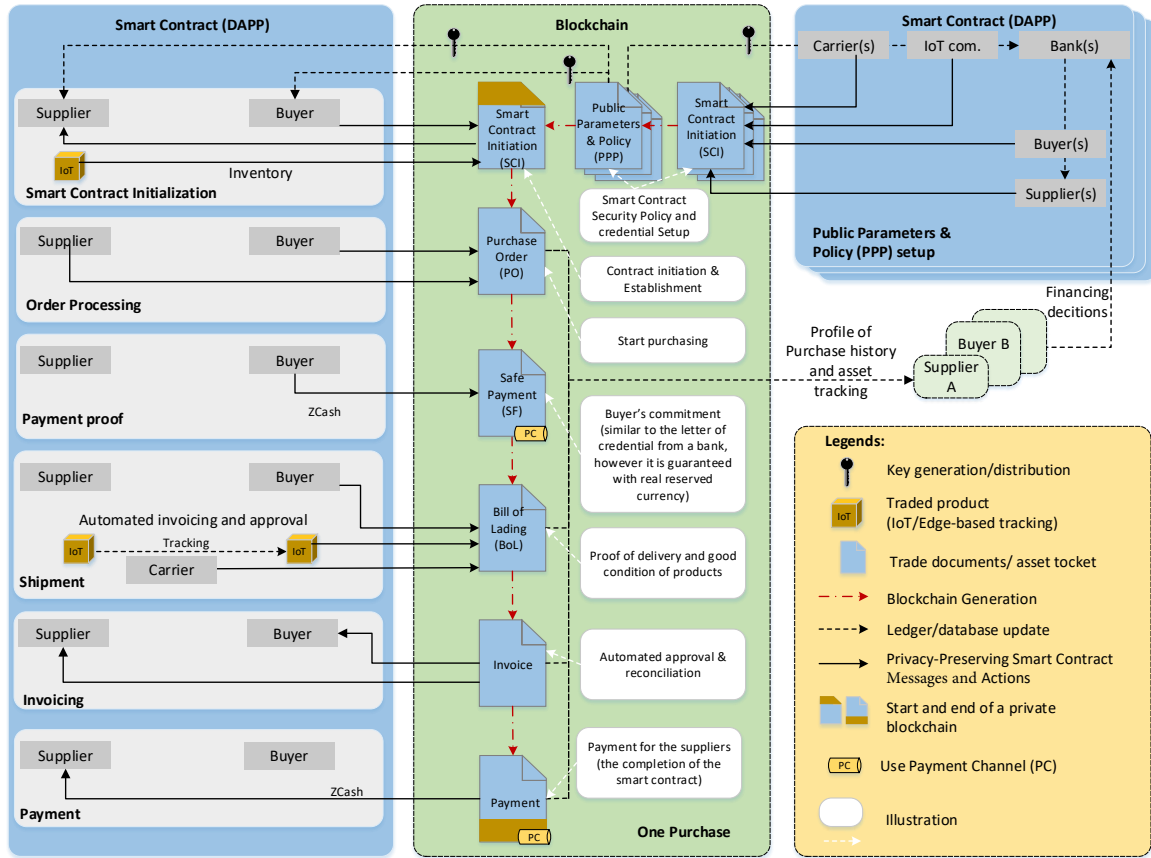 Smart Contract (DAPP)
Supplier
Buyer
IoT
Inventory
Smart Contract Initialization
Supplier
Buyer
Order Processing
Supplier
Buyer
ZCash
Payment proof
Supplier
Buyer
Automated invoicing and approval
IoT
Tracking
IoT
Carrier
Shipment
Supplier
Buyer
Invoicing
Supplier
Buyer
ZCash
Payment
Blockchain
Smart
Contract
Initiation
(SCI)
Public
Parameters
& Policy
(PPP)
Smart
Contract
Initiation
(SCI)
Smart Contract
Security Policy and
credential Setup
Purchase
Order
(PO)
Contract initiation &
Establishment
Start purchasing
Safe
Payment
(SF)
PC
Buyer's commitment
(similar to the letter of
credential from a bank,
however it is guaranteed
with real reserved
currency)
Bill of
Lading
(BoL)
Proof of delivery and good
condition of products
Invoice
Automated approval &
reconciliation
Payment for the suppliers
(the completion of the
smart contract)
Payment
PC
One Purchase
Smart Contract (DAPP)
Carrier(s)
IoT com.
Bank(s)
Buyer(s)
Supplier(s)
Public Parameters &
Policy (PPP) setup
Financing
decitions
Profile of
Purchase history
and asset
tracking
Buyer B
Supplier
A
Legends:
Key generation/distribution
IoT
Traded product
(IoT/Edge-based tracking)
Trade documents/ asset tocket
Blockchain Generation
Ledger/database update
Privacy-Preserving Smart Contract
Messages and Actions
Start and end of a private
blockchain
PC
Use Payment Channel (PC)
Illustration